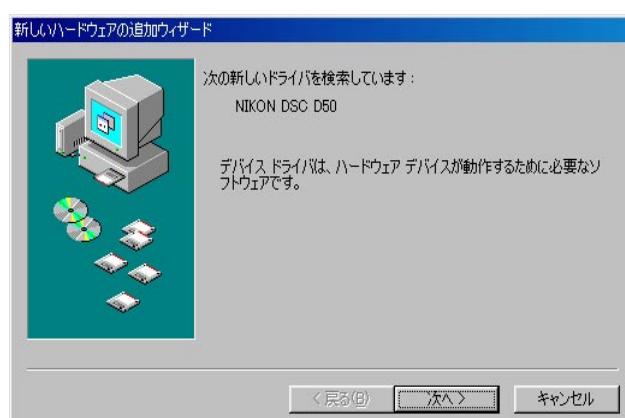 新しいハードウェアの追加ウィザード
次の新しいドライバを検索しています：
NIKON DSC D50
デバイス ドライバは、ハードウェア デバイスが動作するために必要なソ
フトウェアです。
< 戻る(B)
次へ >
キャンセル